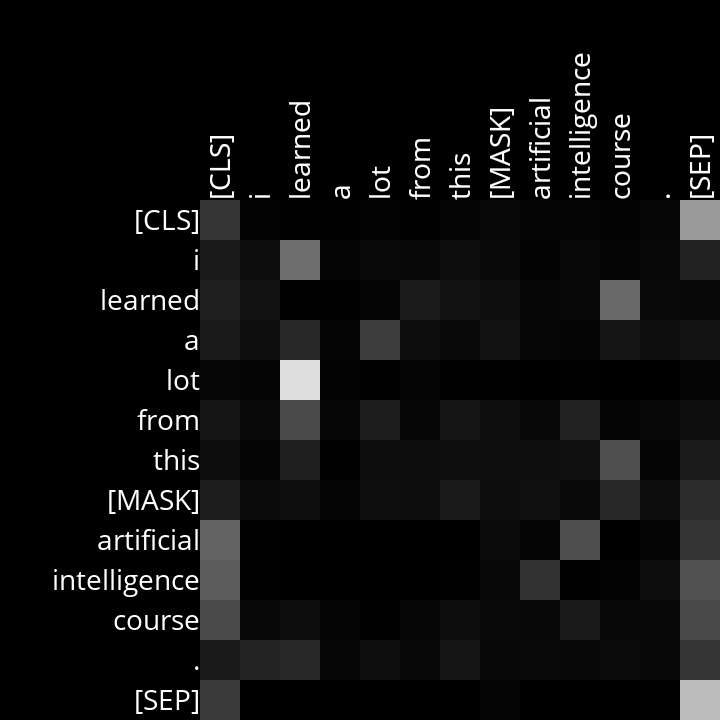 [CLS] i learned a lot from this [MASK] artificial intelligence course . [SEP]
[CLS]
i
learned
a
lot
from
this
[MASK]
artificial
intelligence
course
.
[SEP]